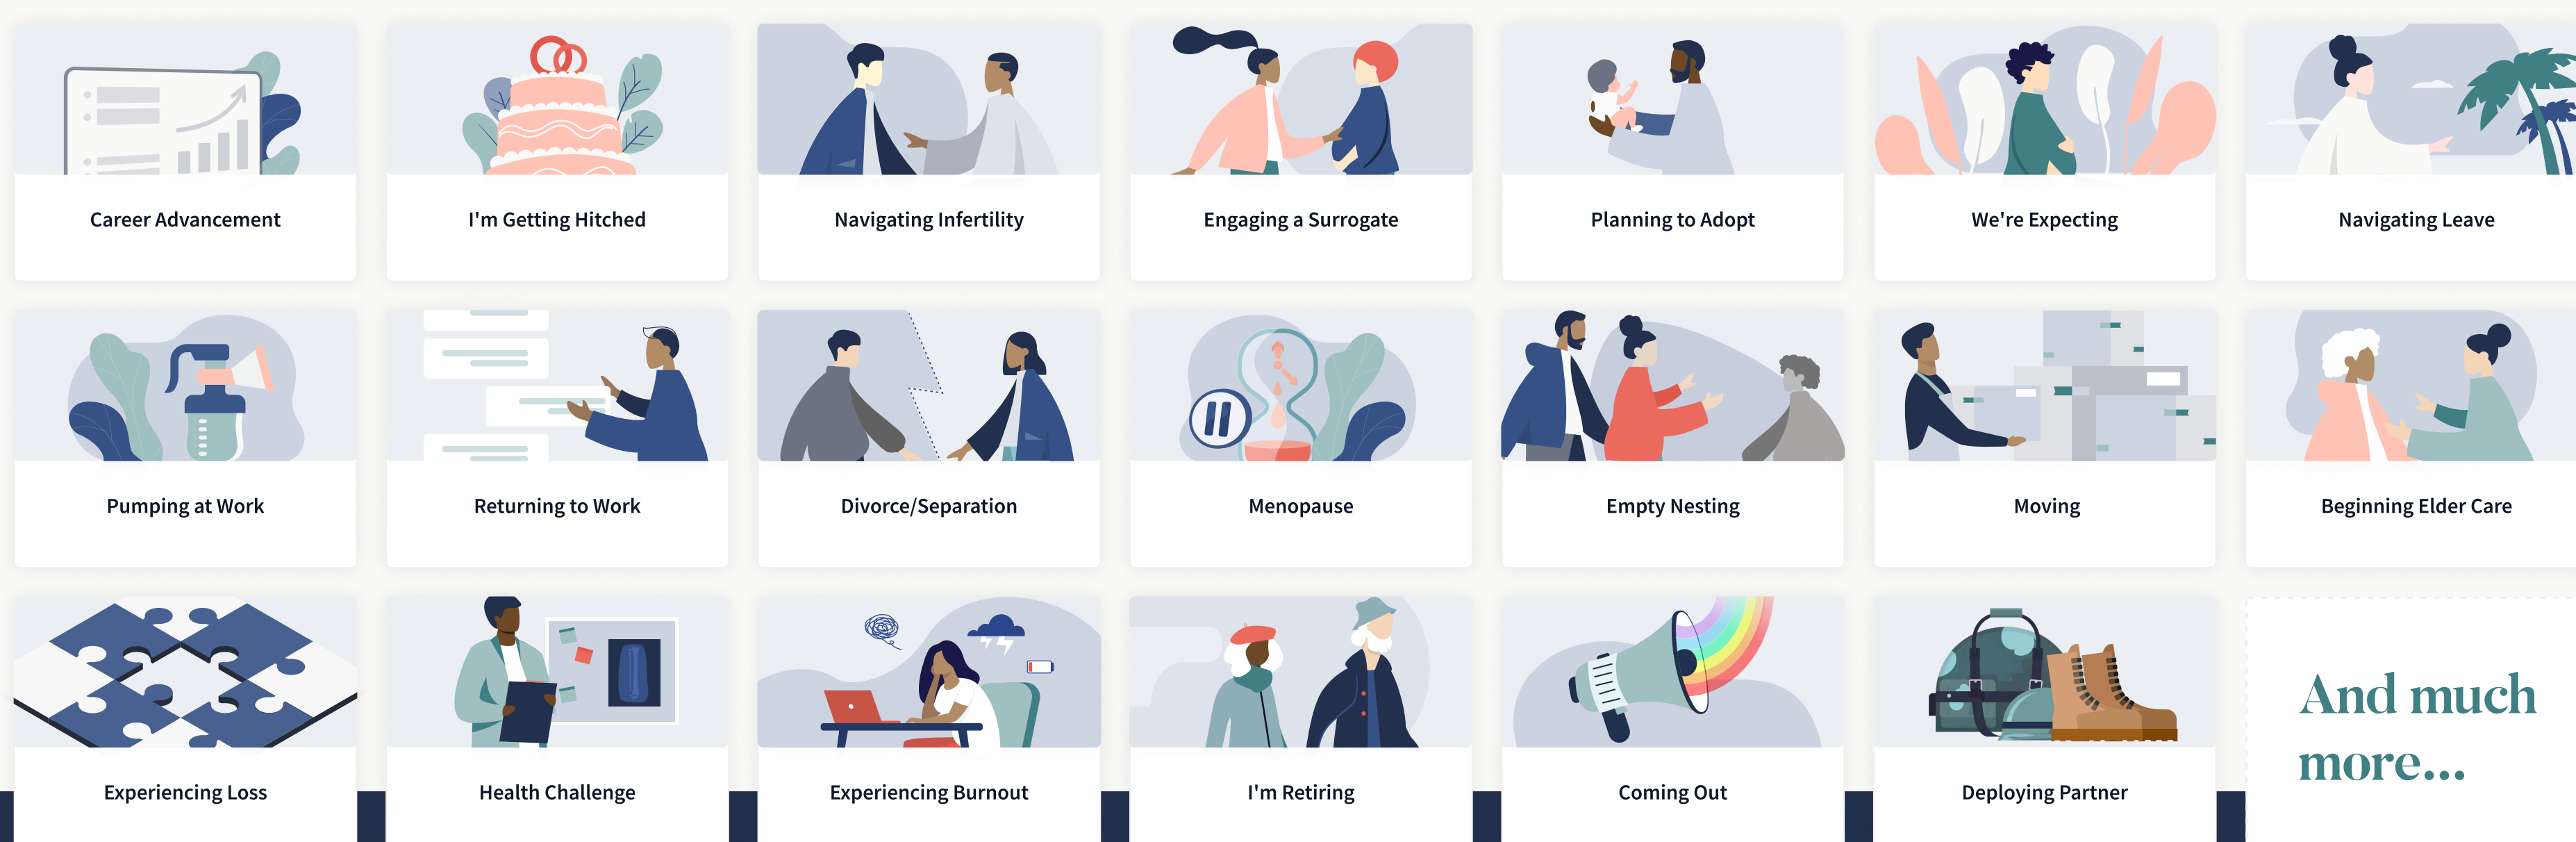 Career Advancement
I'm Getting Hitched
Navigating Infertility
Engaging a Surrogate
Planning to Adopt
We're Expecting
Navigating Leave
Pumping at Work
Returning to Work
Divorce/Separation
Menopause
Empty Nesting
Moving
Beginning Elder Care
Experiencing Loss
Health Challenge
Experiencing Burnout
I'm Retiring
Coming Out
Deploying Partner
And much
more...